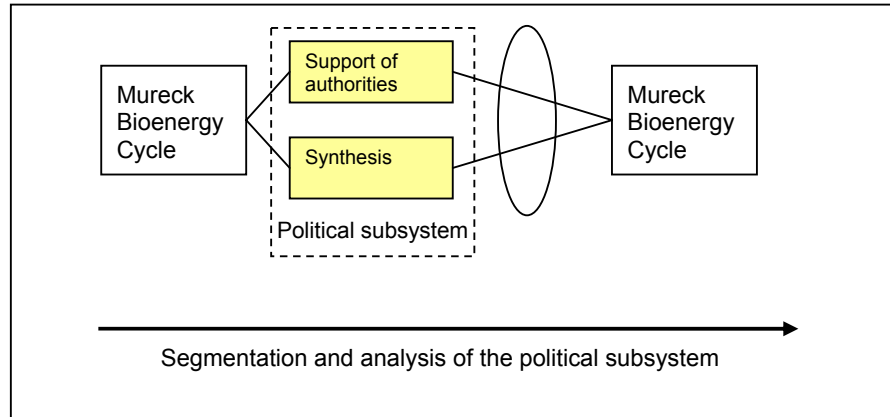 Mureck
Bioenergy
Cycle
Support of
authorities
Synthesis
Political subsystem
Mureck
Bioenergy
Cycle
Segmentation and analysis of the political subsystem